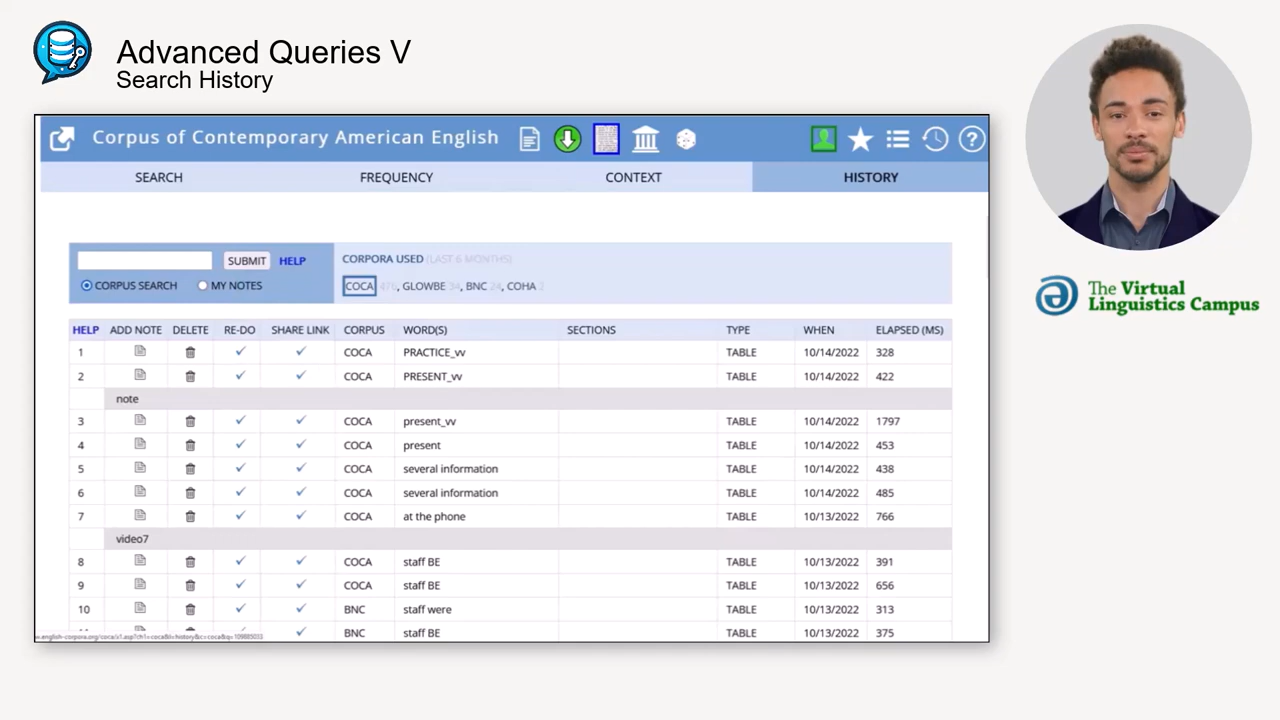 Advanced Queries V
Search History
Corpus of Contemporary American English
SEARCH FREQUENCY CONTEXT HISTORY
SUBMIT HELP
CORPUS SEARCH MY NOTES
CORPORA USED (LAST 6 MONTHS)
COCA , GLOWBE 34, BNC 24, COHA
HELP ADD NOTE DELETE RE-DO SHARE LINK CORPUS WORD(S) SECTIONS TYPE WHEN ELAPSED (MS)
1 COCA PRACTICE_vv TABLE 10/14/2022 328
2 COCA PRESENT_vv TABLE 10/14/2022 422
note
3 COCA present_vv TABLE 10/14/2022 1797
4 COCA present TABLE 10/14/2022 453
5 COCA several information TABLE 10/14/2022 438
6 COCA several information TABLE 10/14/2022 485
7 COCA at the phone TABLE 10/13/2022 766
video7
8 COCA staff BE TABLE 10/13/2022 391
9 COCA staff BE TABLE 10/13/2022 656
10 BNC staff were TABLE 10/13/2022 313
BNC staff BE TABLE 10/13/2022 375
The Virtual
Linguistics Campus